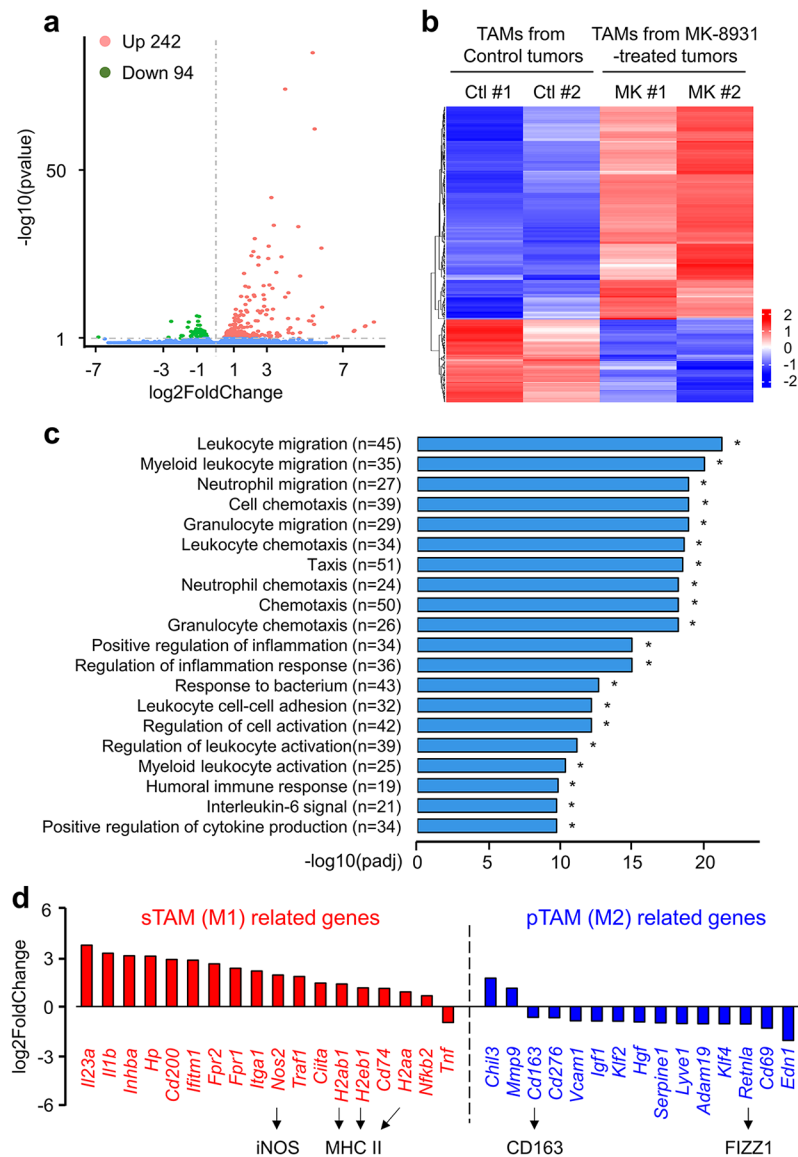 a
Up 242
Down 94
-log10(pvalue)
50
1
-7
-3
-1
1
3
7
log2FoldChange
b
TAMs from
Control tumors
TAMs from MK-8931
-treated tumors
Ctl #1
Ctl #2
MK #1
MK #2
2
1
0
-1
-2
c
Leukocyte migration (n=45)
Myeloid leukocyte migration (n=35)
Neutrophil migration (n=27)
Cell chemotaxis (n=39)
Granulocyte migration (n=29)
Leukocyte chemotaxis (n=34)
Taxis (n=51)
Neutrophil chemotaxis (n=24)
Chemotaxis (n=50)
Granulocyte chemotaxis (n=26)
Positive regulation of inflammation (n=34)
Regulation of inflammation response (n=36)
Response to bacterium (n=43)
Leukocyte cell-cell adhesion (n=32)
Regulation of cell activation (n=42)
Regulation of leukocyte activation(n=39)
Myeloid leukocyte activation (n=25)
Humoral immune response (n=19)
Interleukin-6 signal (n=21)
Positive regulation of cytokine production (n=34)
* * * * * * * * * * * * * * * * * * * *
-log10(padj)
0 5 10 15 20
d
sTAM (M1) related genes
pTAM (M2) related genes
log2FoldChange
6
3
0
-3
-6
Il23a
Il1b
Inhba
Hp
Cd200
Ifitm1
Fpr2
Fpr1
Itga1
Nos2
Traf1
Ciita
H2ab1
H2eb1
Cd74
H2aa
Nfkb2
Tnf
Chil3
Mmp9
Cd163
Cd276
Vcam1
Igf1
Klf2
Hgf
Serpine1
Lyve1
Adam19
Klf4
Retnla
Cd69
Edn1
iNOS
MHC II
CD163
FIZZ1